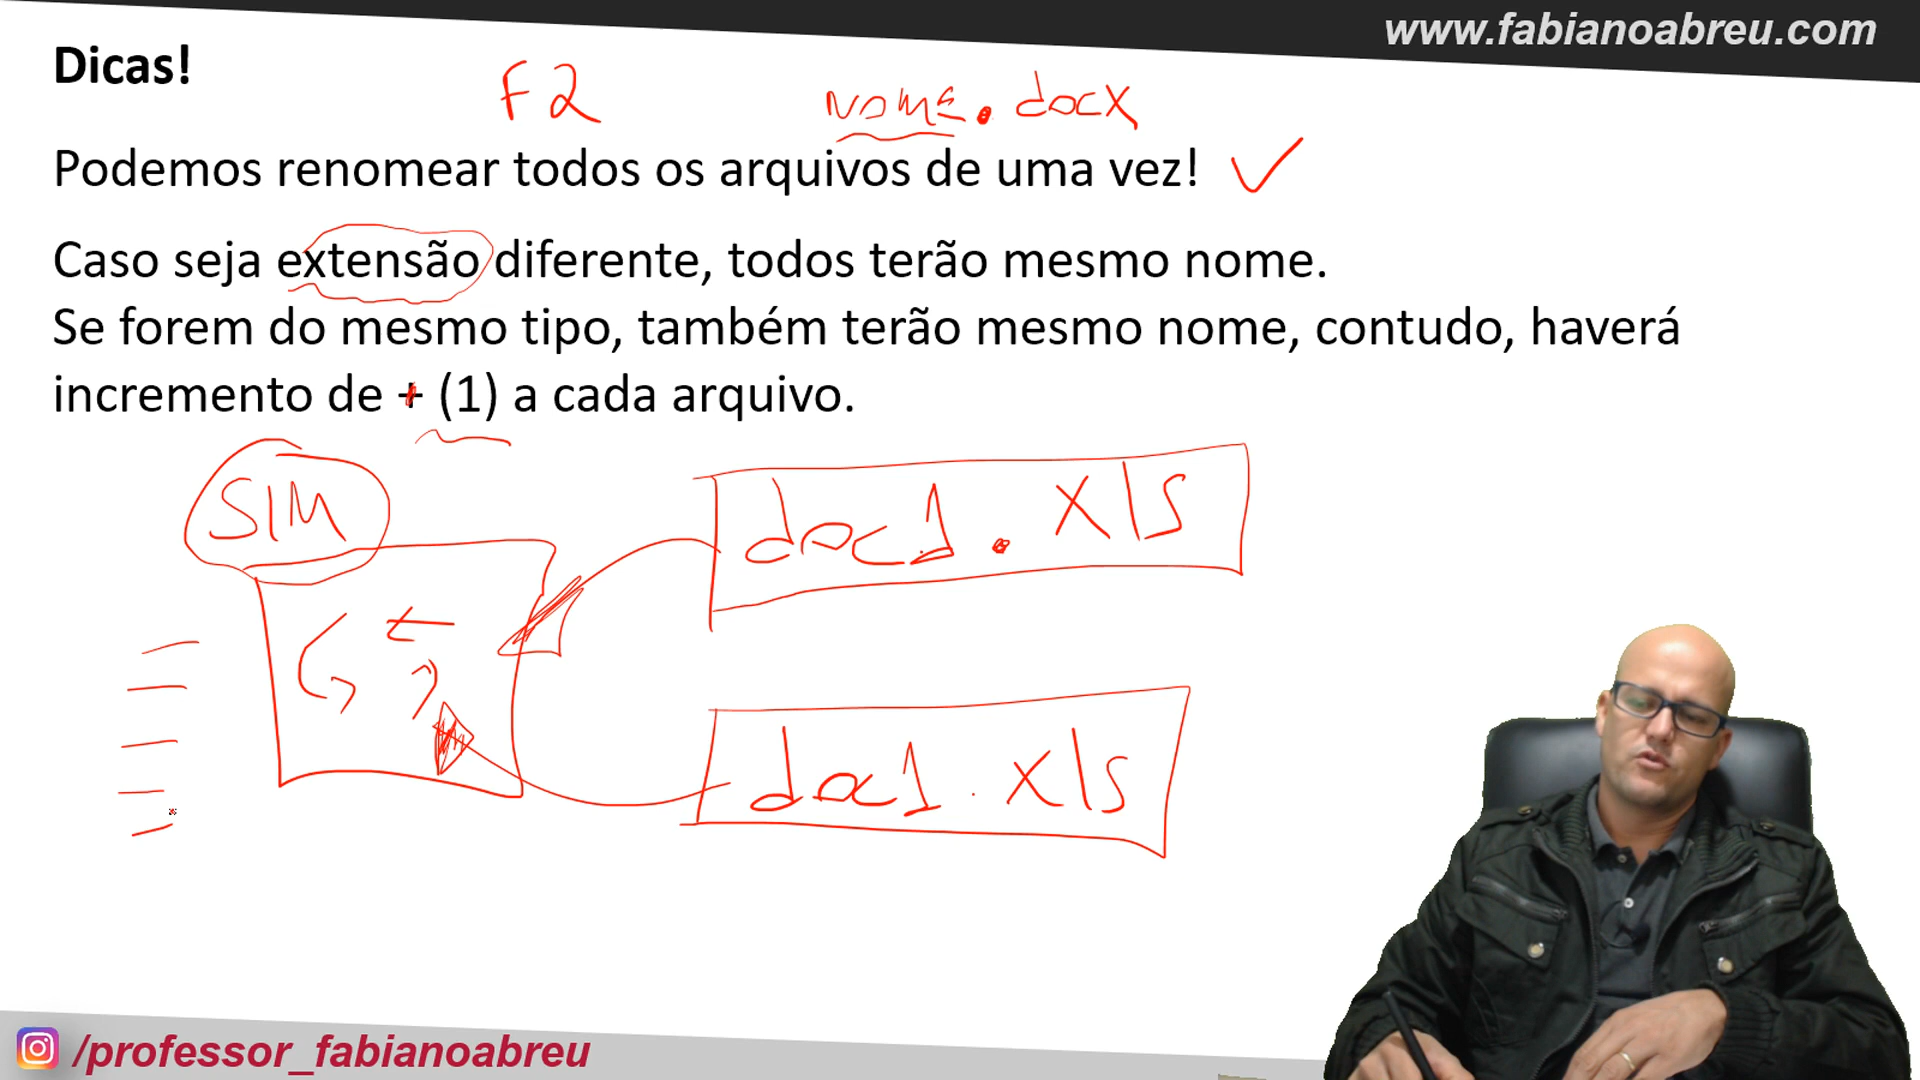 www.fabianoabreu.com
Dicas!
F2
NOME.docx
Podemos renomear todos os arquivos de uma vez!
Caso seja extensão diferente, todos terão mesmo nome.
Se forem do mesmo tipo, também terão mesmo nome, contudo, haverá
incremento de + (1) a cada arquivo.
SIM
doc1.xls
doc1.xls
/professor_fabianoabreu